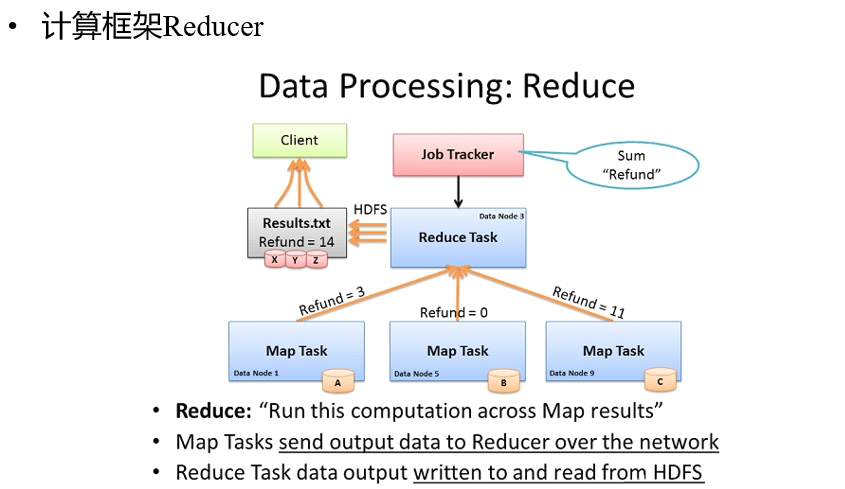 • 计算框架Reducer
Data Processing: Reduce
Client
Job Tracker
Sum
“Refund”
HDFS
Results.txt
Refund = 14
X Y Z
Data Node 3
Reduce Task
Refund = 3
Refund = 0
Refund = 11
Map Task
Data Node 1
A
Map Task
Data Node 5
B
Map Task
Data Node 9
C
• Reduce: “Run this computation across Map results”
• Map Tasks send output data to Reducer over the network
• Reduce Task data output written to and read from HDFS